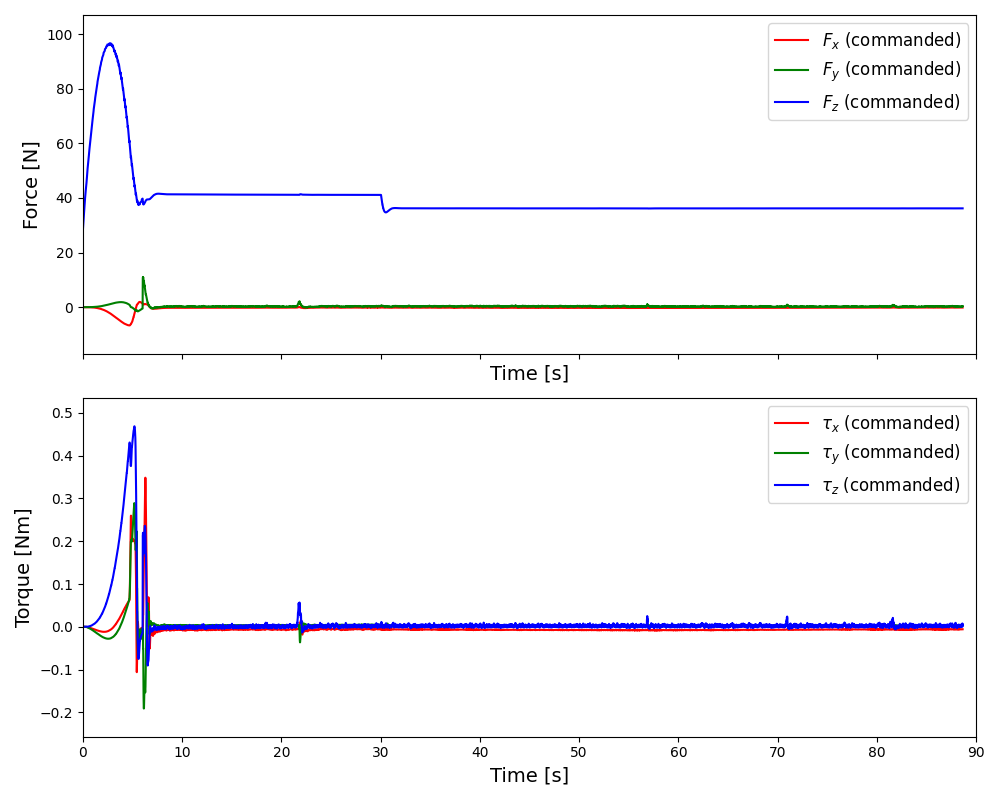 100
80
60
40
20
0
Force [N]
F_x (commanded)
F_y (commanded)
F_z (commanded)
Time [s]
0.5
0.4
0.3
0.2
0.1
0.0
−0.1
−0.2
Torque [Nm]
τ_x (commanded)
τ_y (commanded)
τ_z (commanded)
0 10 20 30 40 50 60 70 80 90
Time [s]